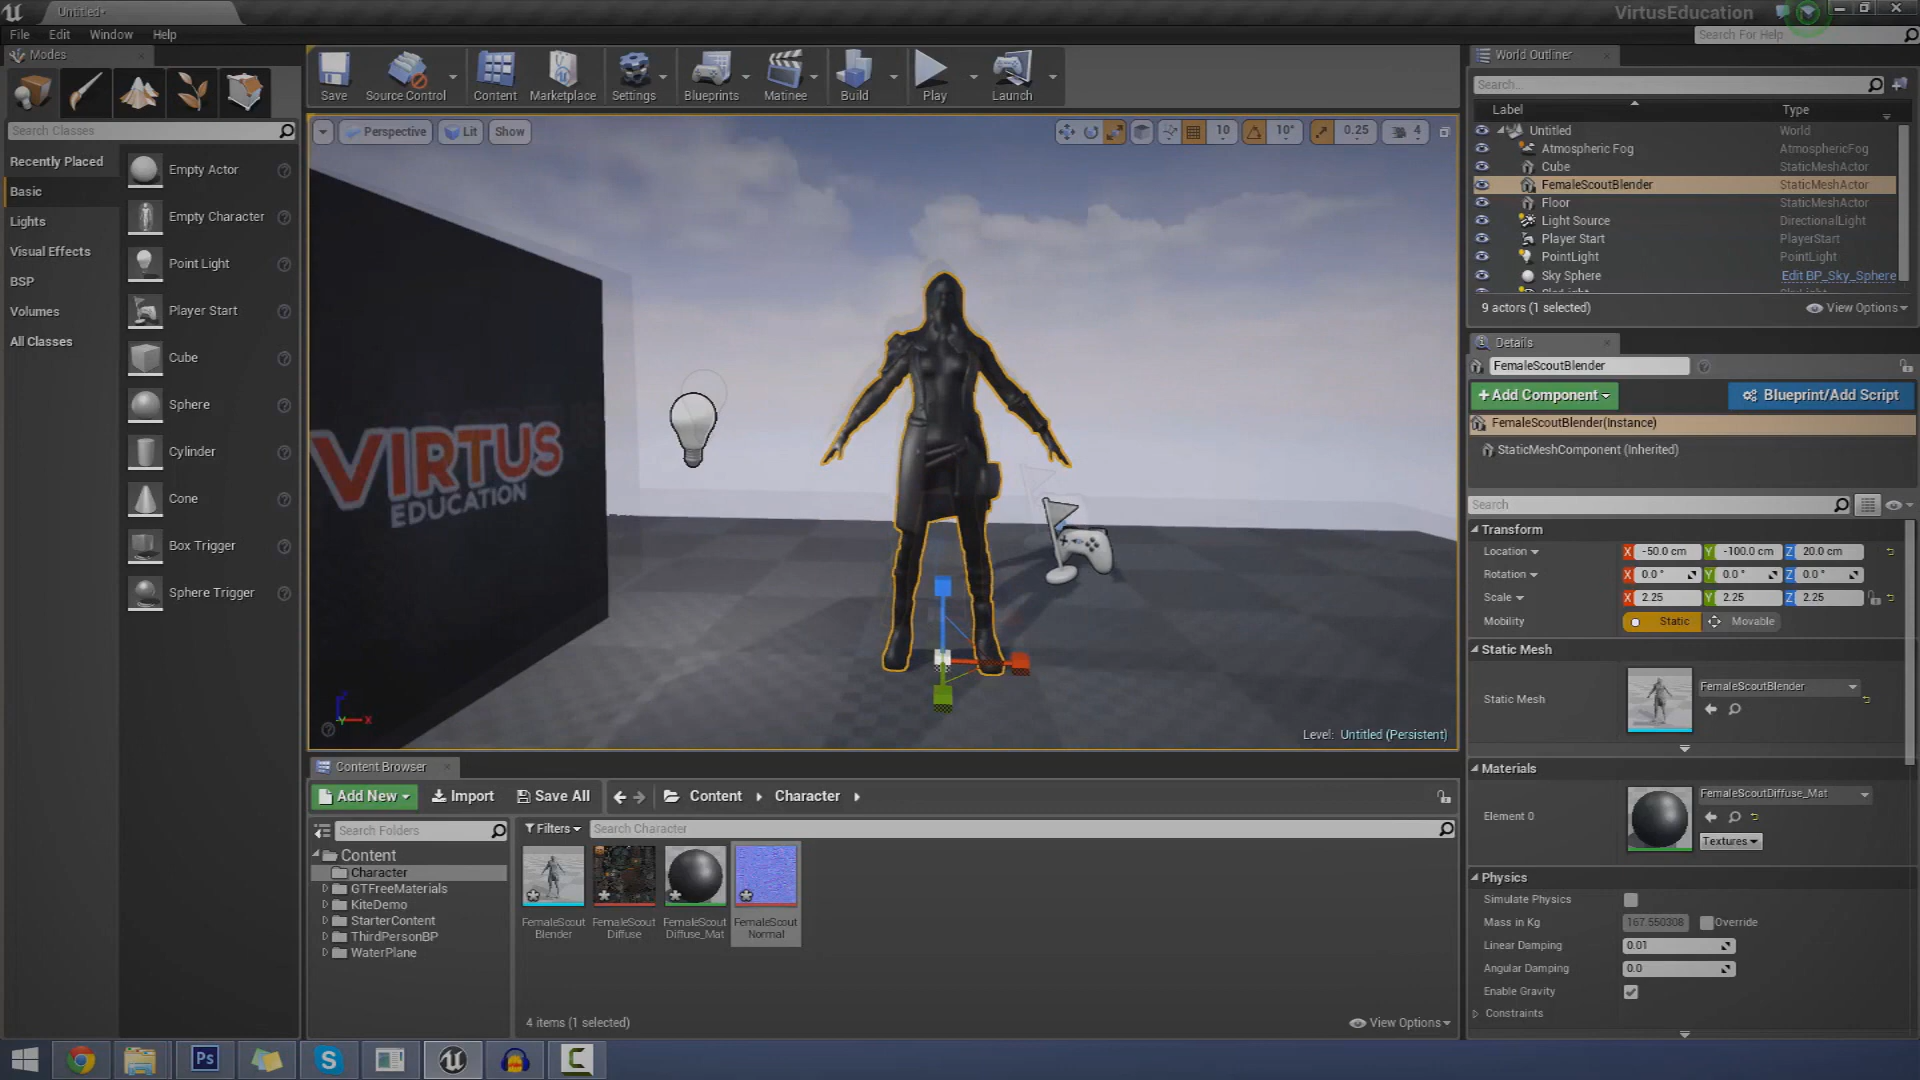 Untitled*
VirtusEducation
File Edit Window Help
Search For Help
Modes
Search Classes
Recently Placed
Basic
Lights
Visual Effects
BSP
Volumes
All Classes
Empty Actor
Empty Character
Point Light
Player Start
Cube
Sphere
Cylinder
Cone
Box Trigger
Sphere Trigger
Save Source Control Content Marketplace Settings Blueprints Matinee Build Play Launch
Perspective Lit Show
10 10° 0.25 4
VIRTUS
EDUCATION
Level: Untitled (Persistent)
World Outliner
Search...
Label Type
Untitled World
Atmospheric Fog AtmosphericFog
Cube StaticMeshActor
FemaleScoutBlender StaticMeshActor
Floor StaticMeshActor
Light Source DirectionalLight
Player Start PlayerStart
PointLight PointLight
Sky Sphere Edit BP_Sky_Sphere
9 actors (1 selected) View Options
Details
FemaleScoutBlender
+ Add Component Blueprint/Add Script
FemaleScoutBlender(Instance)
StaticMeshComponent (Inherited)
Search
Transform
Location X -50.0 cm Y -100.0 cm Z 20.0 cm
Rotation X 0.0 ° Y 0.0 ° Z 0.0 °
Scale X 2.25 Y 2.25 Z 2.25
Mobility Static Movable
Static Mesh
Static Mesh FemaleScoutBlender
Materials
Element 0 FemaleScoutDiffuse_Mat
Textures
Physics
Simulate Physics
Mass in Kg 167.550308 Override
Linear Damping 0.01
Angular Damping 0.0
Enable Gravity
Constraints
Content Browser
Add New Import Save All Content Character
Search Folders
Filters Search Character
Content
Character
GTFreeMaterials
KiteDemo
StarterContent
ThirdPersonBP
WaterPlane
FemaleScout
Blender
FemaleScout
Diffuse
FemaleScout
Diffuse_Mat
FemaleScout
Normal
4 items (1 selected) View Options
Ps